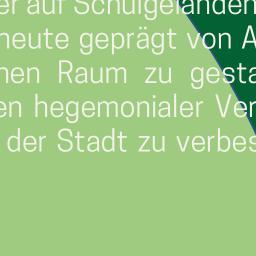 er auf Schulgeländen
heute geprägt von A
nen Raum zu gesta
en hegemonialer Ver
der Stadt zu verbes